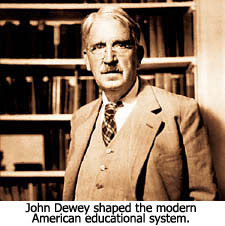 John Dewey shaped the modern
American educational system.